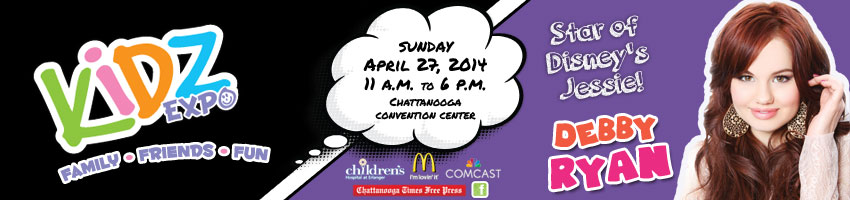 KiDZ
EXPO
FAMILY • FRIENDS • FUN
SUNDAY
APRIL 27, 2014
11 A.M. TO 6 P.M.
CHATTANOOGA
CONVENTION CENTER
children's
Hospital at Erlanger
i'm lovin' it
COMCAST
Chattanooga Times Free Press
f
Star of
Disney's
Jessie!
DEBBY
RYAN